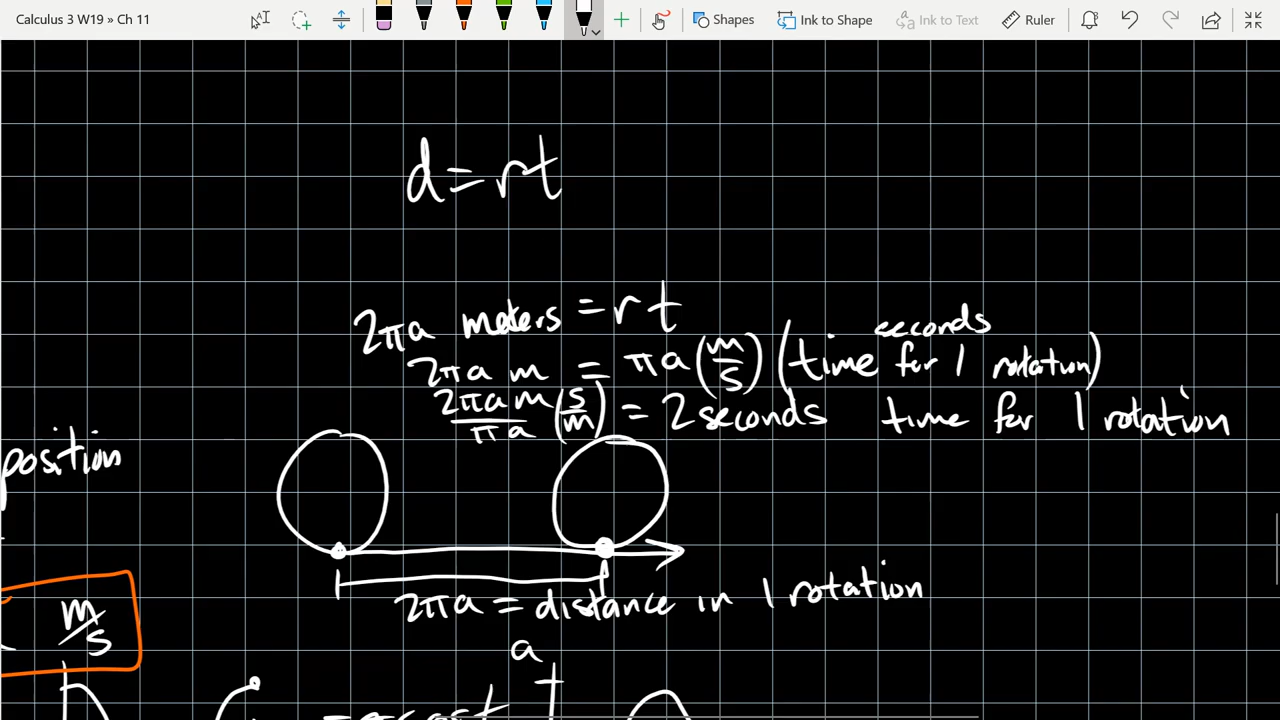 Calculus 3 W19 » Ch 11
Shapes
Ink to Shape
Ink to Text
Ruler
d=rt
2πa meters = rt
seconds
2πa m = πa (m/s) (time for 1 rotation)
2πa m/πa (s/m) = 2 seconds time for 1 rotation
position
2πa = distance in 1 rotation
m/s
a